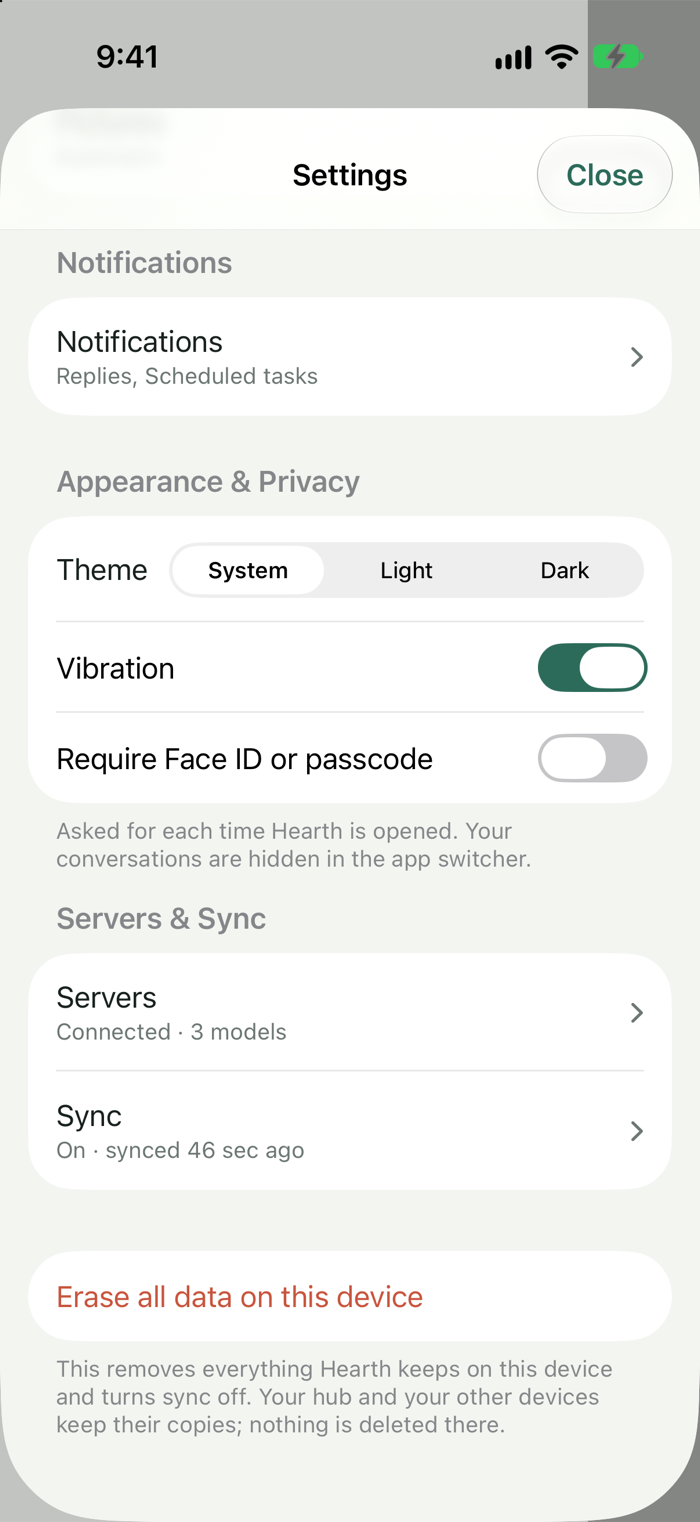 9:41
Settings
Close
Notifications
Notifications
Replies, Scheduled tasks
Appearance & Privacy
Theme
System
Light
Dark
Vibration
Require Face ID or passcode
Asked for each time Hearth is opened. Your
conversations are hidden in the app switcher.
Servers & Sync
Servers
Connected · 3 models
Sync
On · synced 46 sec ago
Erase all data on this device
This removes everything Hearth keeps on this device
and turns sync off. Your hub and your other devices
keep their copies; nothing is deleted there.